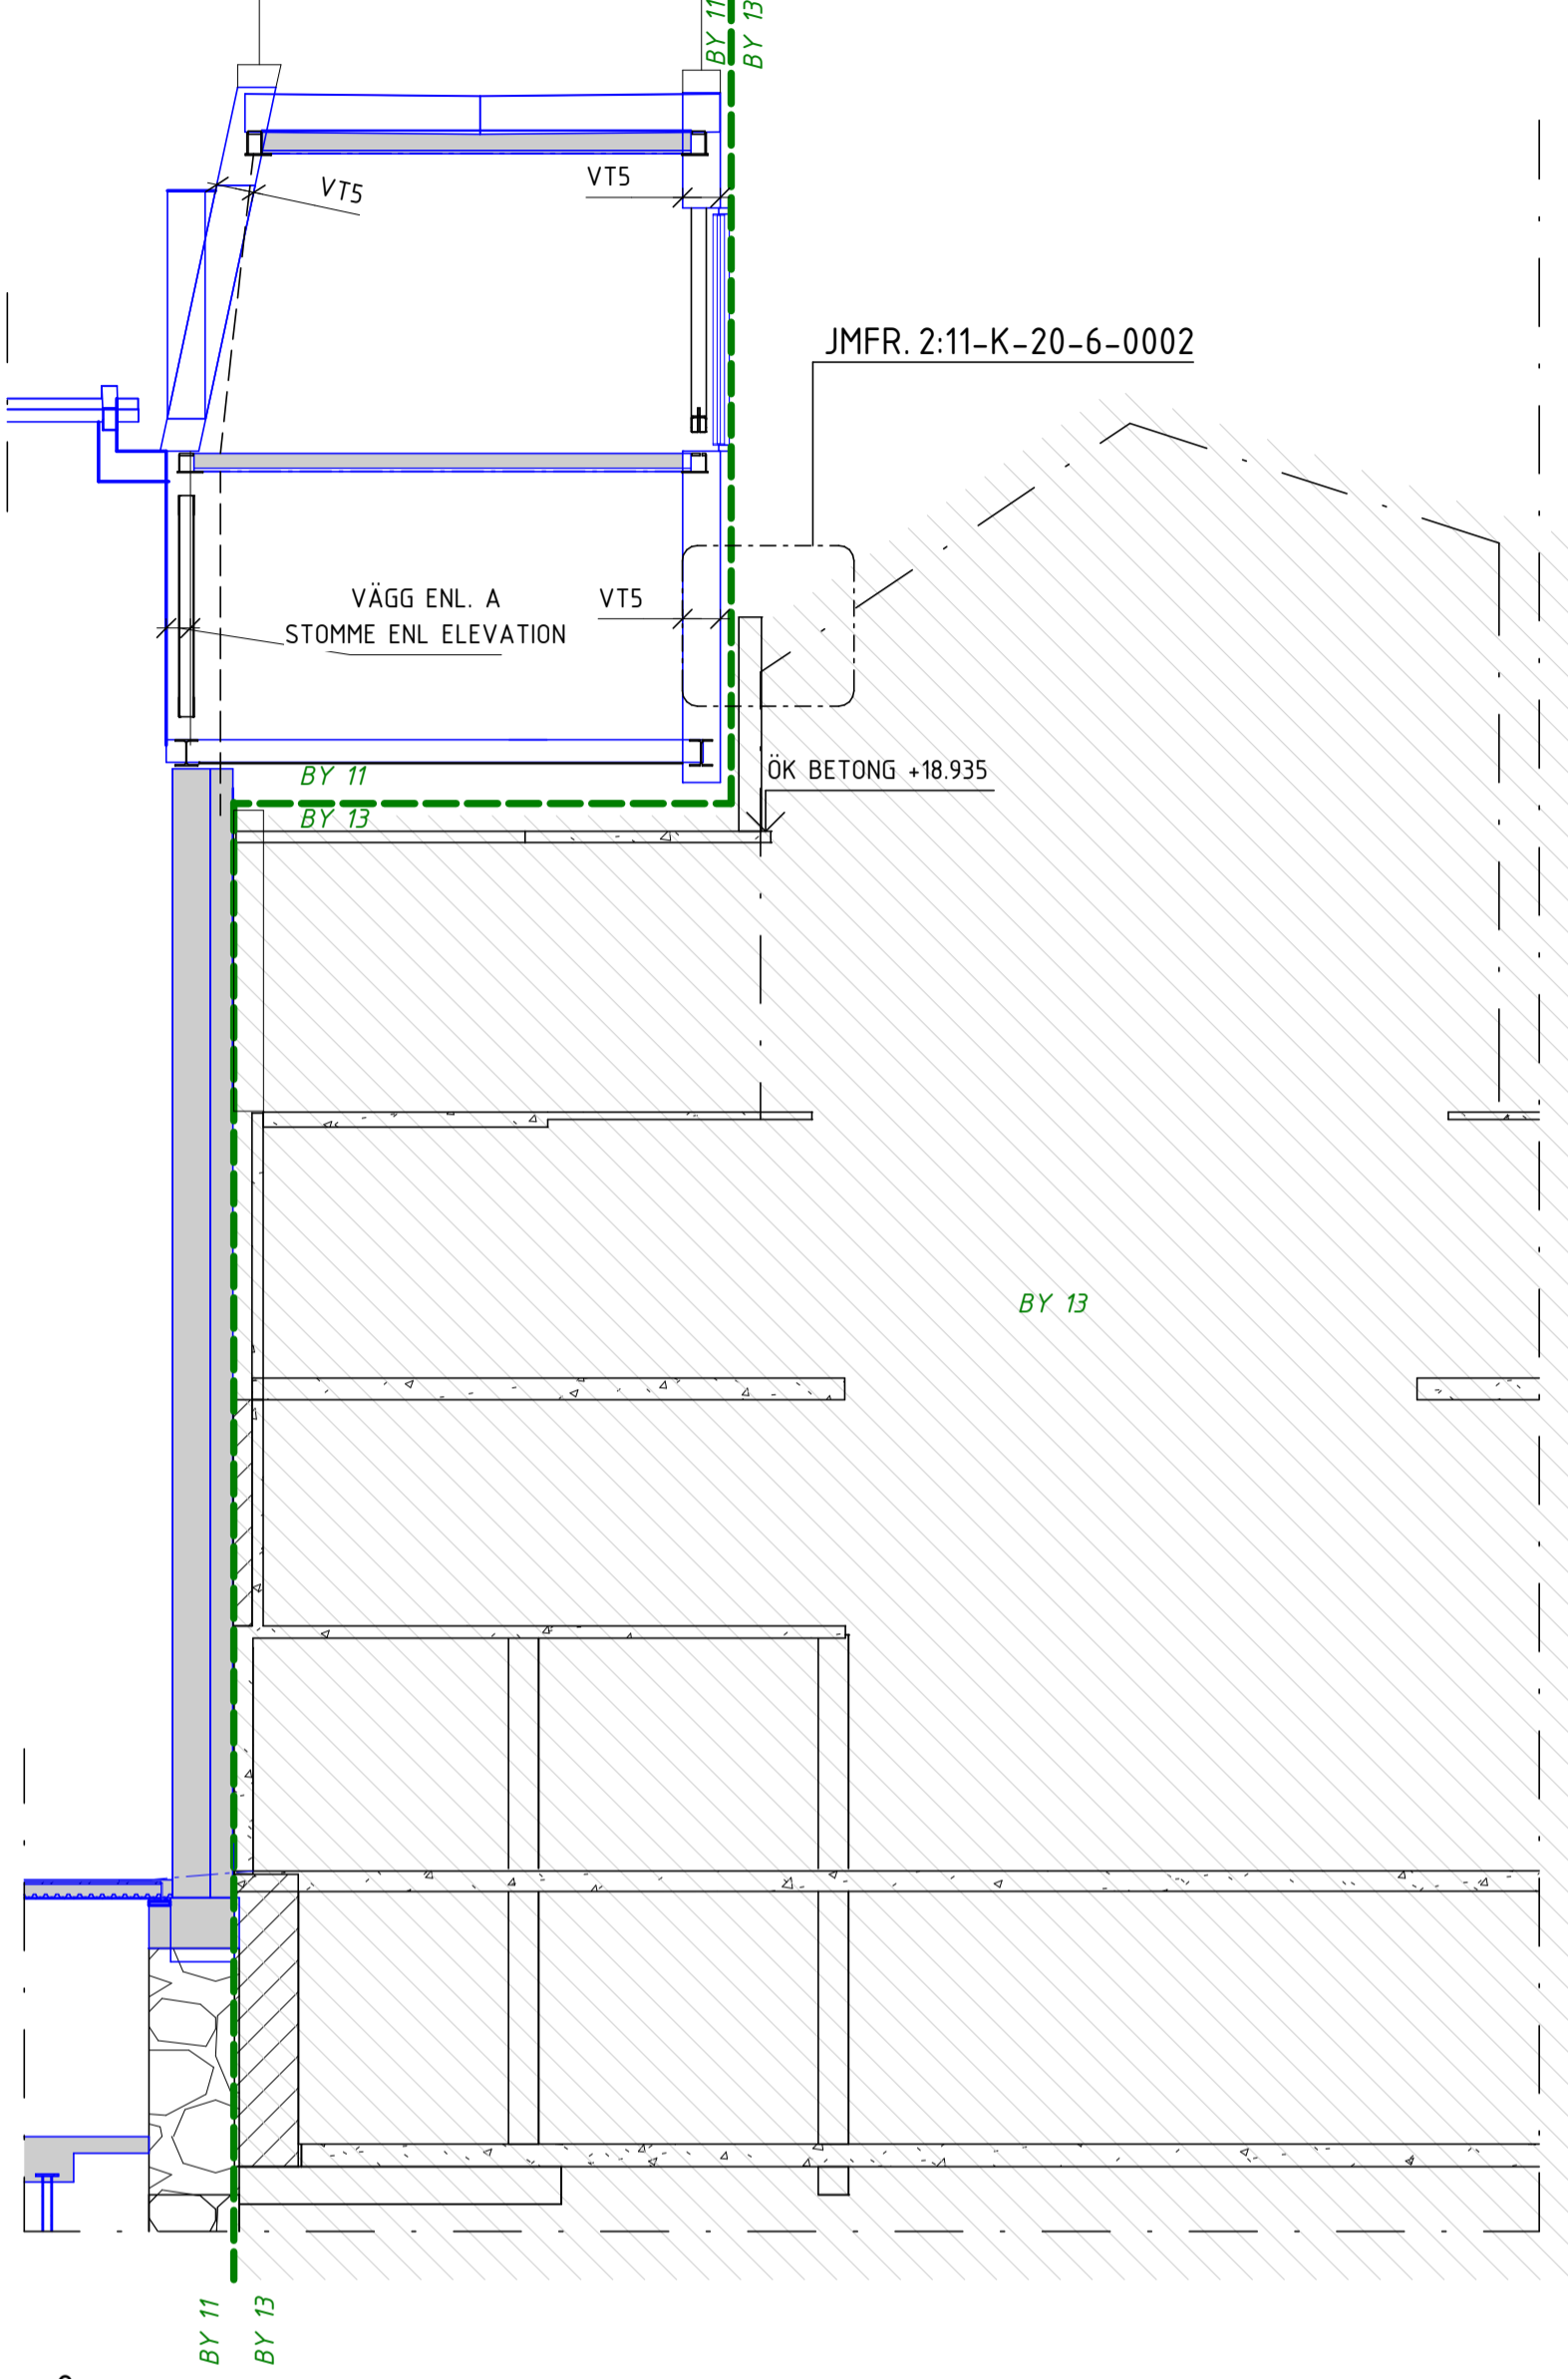 BY 11
BY 13
VT5
VT5
JMFR. 2:11-K-20-6-0002
VÄGG ENL. A
STOMME ENL ELEVATION
VT5
BY 11
BY 13
ÖK BETONG +18.935
BY 13
BY 11
BY 13